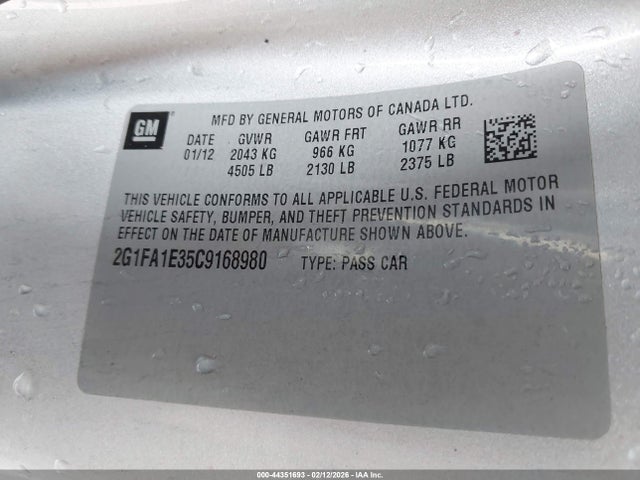 GM
MFD BY GENERAL MOTORS OF CANADA LTD.
DATE GVWR GAWR FRT GAWR RR
01/12 2043 KG 966 KG 1077 KG
4505 LB 2130 LB 2375 LB
THIS VEHICLE CONFORMS TO ALL APPLICABLE U.S. FEDERAL MOTOR
VEHICLE SAFETY, BUMPER, AND THEFT PREVENTION STANDARDS IN
EFFECT ON THE DATE OF MANUFACTURE SHOWN ABOVE.
2G1FA1E35C9168980 TYPE: PASS CAR
000-44351693 - 02/12/2026 - IAA Inc.